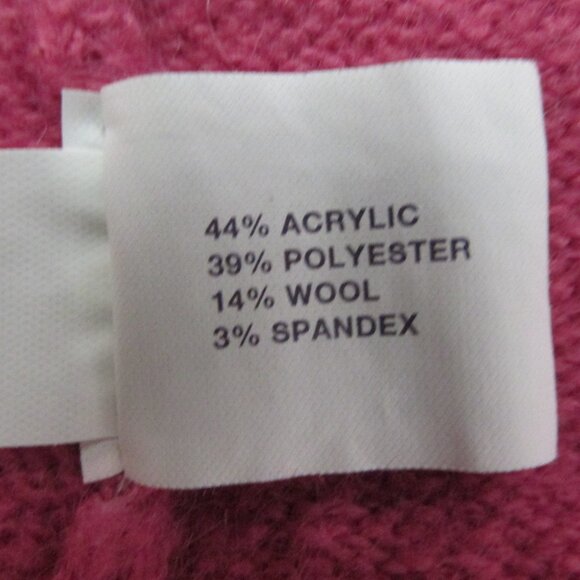 44% ACRYLIC
39% POLYESTER
14% WOOL
3% SPANDEX